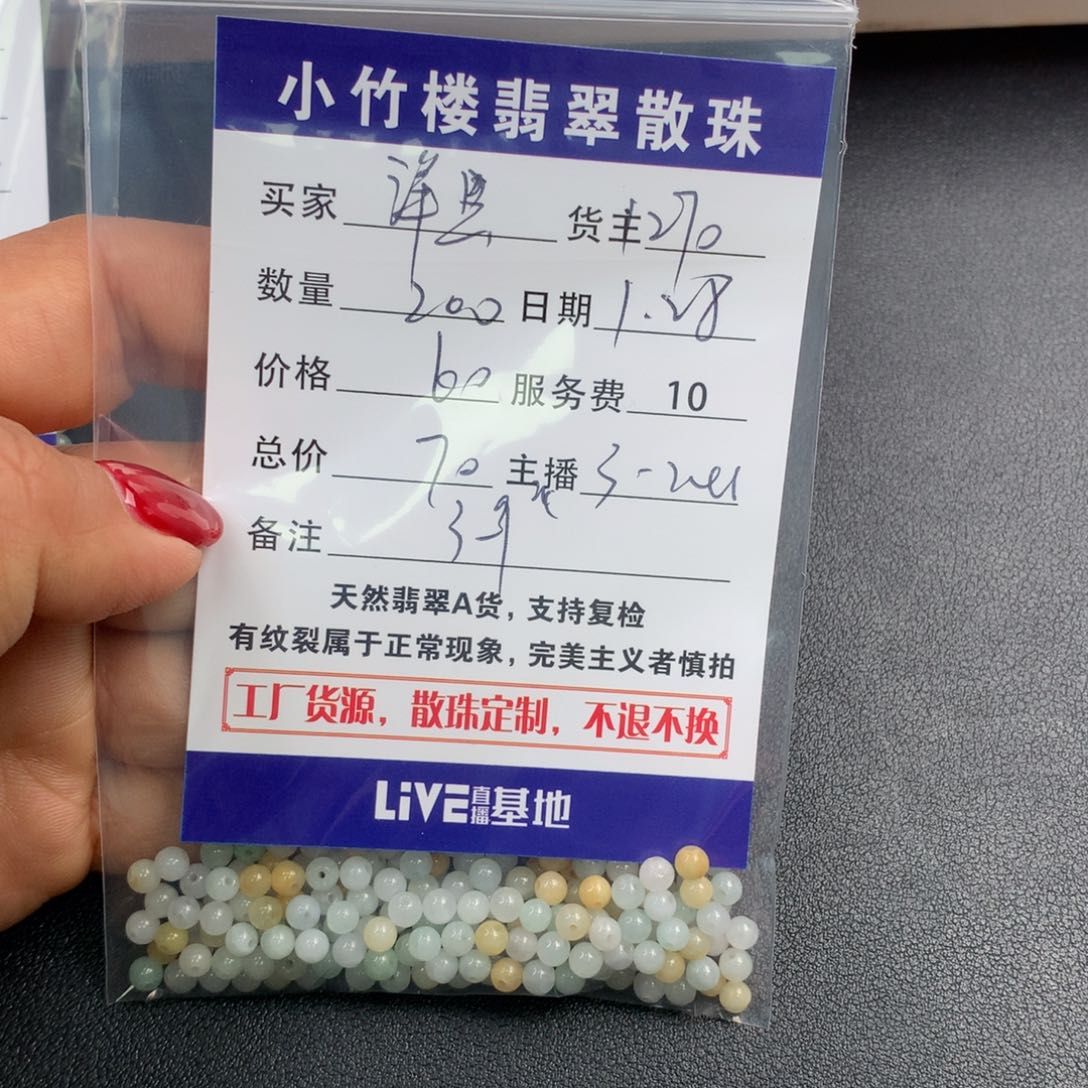 小竹楼翡翠散珠
买家 货主 270
数量 200 日期 1.28
价格 60 服务费 10
总价 70 主播
备注
天然翡翠A货，支持复检
有纹裂属于正常现象，完美主义者慎拍
工厂货源，散珠定制，不退不换
LiVE直播基地